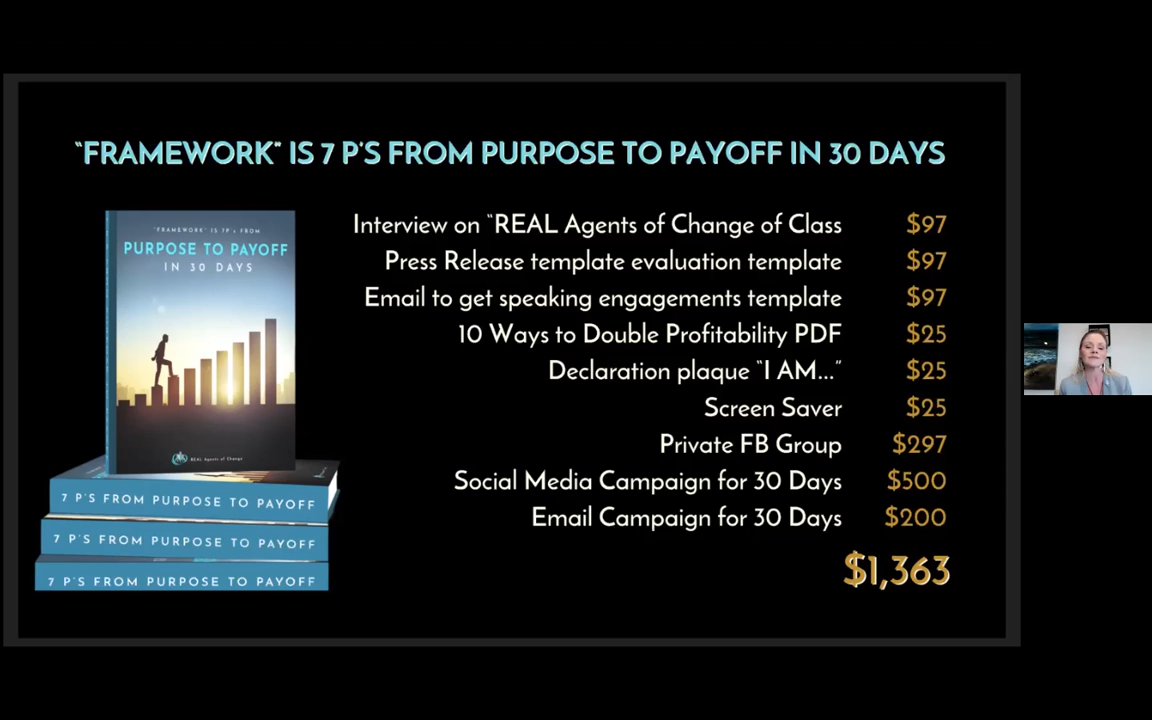 “FRAMEWORK” IS 7 P'S FROM PURPOSE TO PAYOFF IN 30 DAYS
"FRAMEWORK" IS 7P's FROM
PURPOSE TO PAYOFF
IN 30 DAYS
REAL Agents of Change
7 P'S FROM PURPOSE TO PAYOFF
7 P'S FROM PURPOSE TO PAYOFF
7 P'S FROM PURPOSE TO PAYOFF
Interview on “REAL Agents of Change of Class $97
Press Release template evaluation template $97
Email to get speaking engagements template $97
10 Ways to Double Profitability PDF $25
Declaration plaque “I AM...” $25
Screen Saver $25
Private FB Group $297
Social Media Campaign for 30 Days $500
Email Campaign for 30 Days $200
$1,363